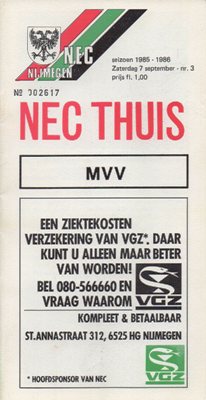 NEC
NIJMEGEN
seizoen 1985 - 1986
Zaterdag 7 september - nr. 3
prijs fl. 1,00
№ 002617
NEC THUIS
MVV
EEN ZIEKTEKOSTEN
VERZEKERING VAN VGZ*. DAAR
KUNT U ALLEEN MAAR BETER
VAN WORDEN!
BEL 080-566660 EN
VRAAG WAAROM
VGZ
KOMPLEET & BETAALBAAR
ST. ANNASTRAAT 312, 6525 HG NIJMEGEN
VGZ
* HOOFDSPONSOR VAN NEC